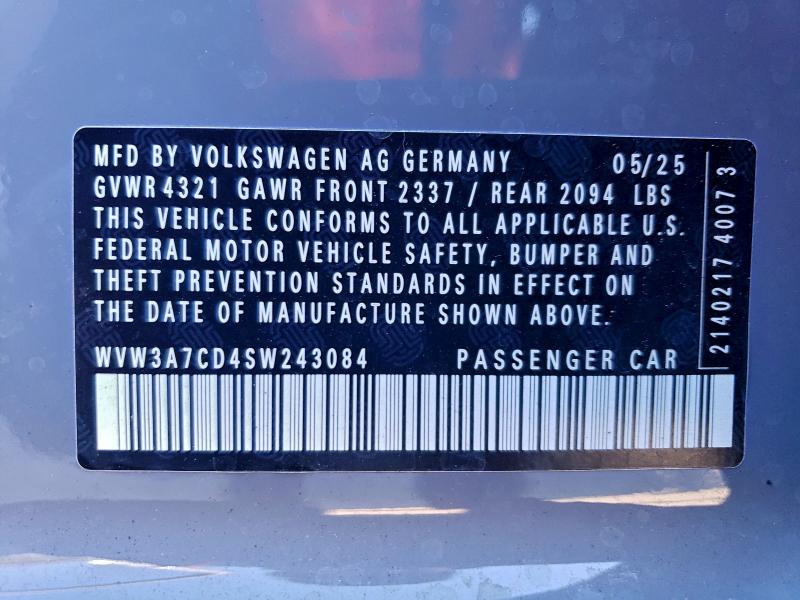 MFD BY VOLKSWAGEN AG GERMANY 05/25
GVWR 4321 GAWR FRONT 2337 / REAR 2094 LBS
THIS VEHICLE CONFORMS TO ALL APPLICABLE U.S.
FEDERAL MOTOR VEHICLE SAFETY, BUMPER AND
THEFT PREVENTION STANDARDS IN EFFECT ON
THE DATE OF MANUFACTURE SHOWN ABOVE.
WVW3A7CD4SW243084 PASSENGER CAR
2140217 4007 3